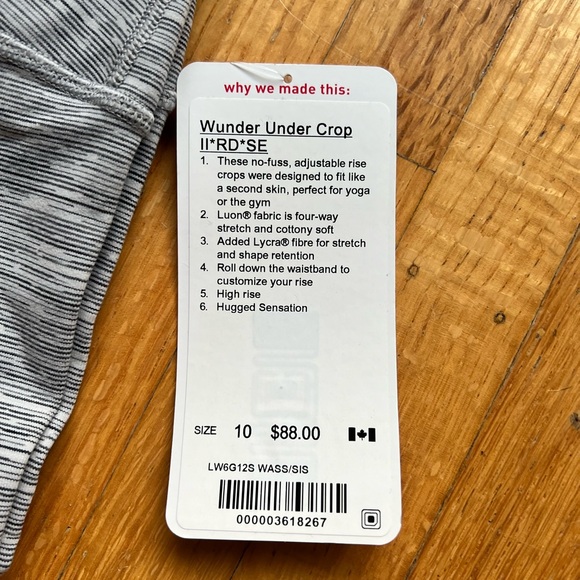 why we made this:
Wunder Under Crop
II*RD*SE
1. These no-fuss, adjustable rise
crops were designed to fit like
a second skin, perfect for yoga
or the gym
2. Luon® fabric is four-way
stretch and cottony soft
3. Added Lycra® fibre for stretch
and shape retention
4. Roll down the waistband to
customize your rise
5. High rise
6. Hugged Sensation
SIZE 10 $88.00
LW6G12S WASS/SIS
000003618267